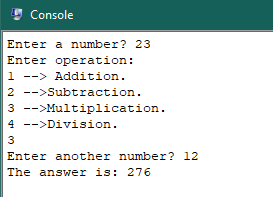 Console
Enter a number? 23
Enter operation:
1 --> Addition.
2 -->Subtraction.
3 -->Multiplication.
4 -->Division.
3
Enter another number? 12
The answer is: 276